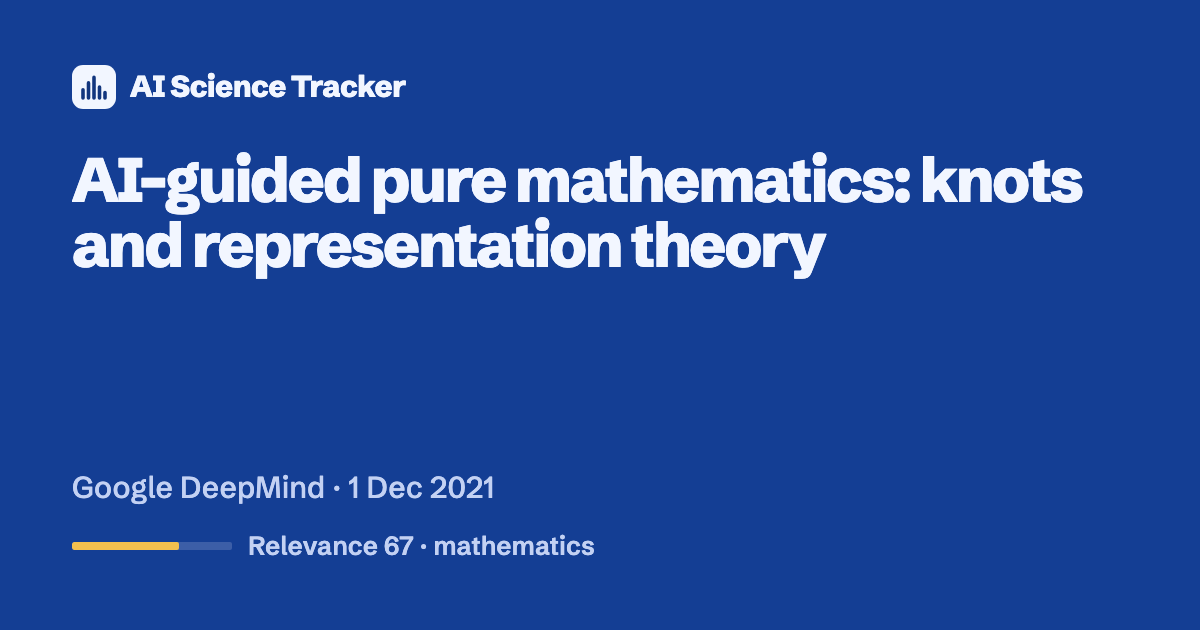 AI Science Tracker
AI-guided pure mathematics: knots
and representation theory
Google DeepMind · 1 Dec 2021
Relevance 67 · mathematics